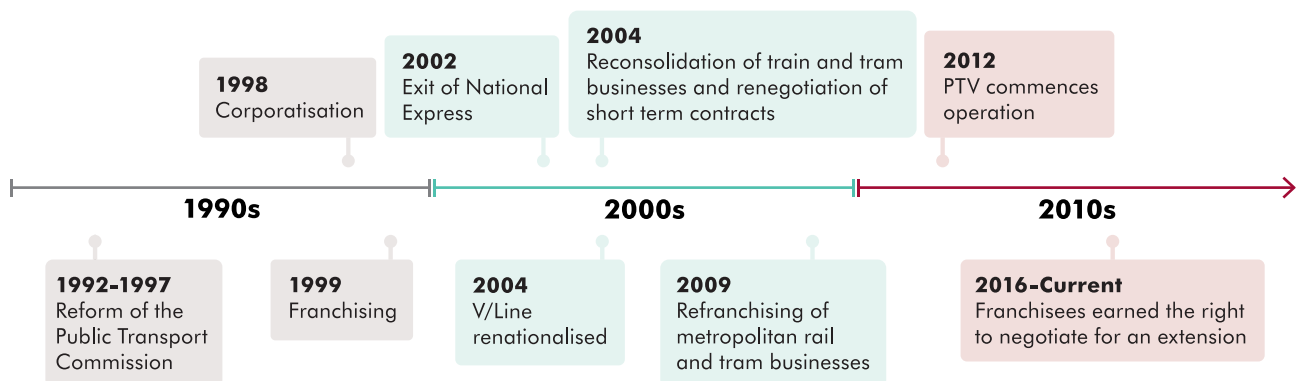 1998
Corporatisation
2002
Exit of National
Express
2004
Reconsolidation of train and tram
businesses and renegotiation of
short term contracts
2012
PTV commences
operation
1990s
2000s
2010s
1992–1997
Reform of the
Public Transport
Commission
1999
Franchising
2004
V/Line
renationalised
2009
Refranchising of
metropolitan rail
and tram businesses
2016–Current
Franchisees earned the right
to negotiate for an extension